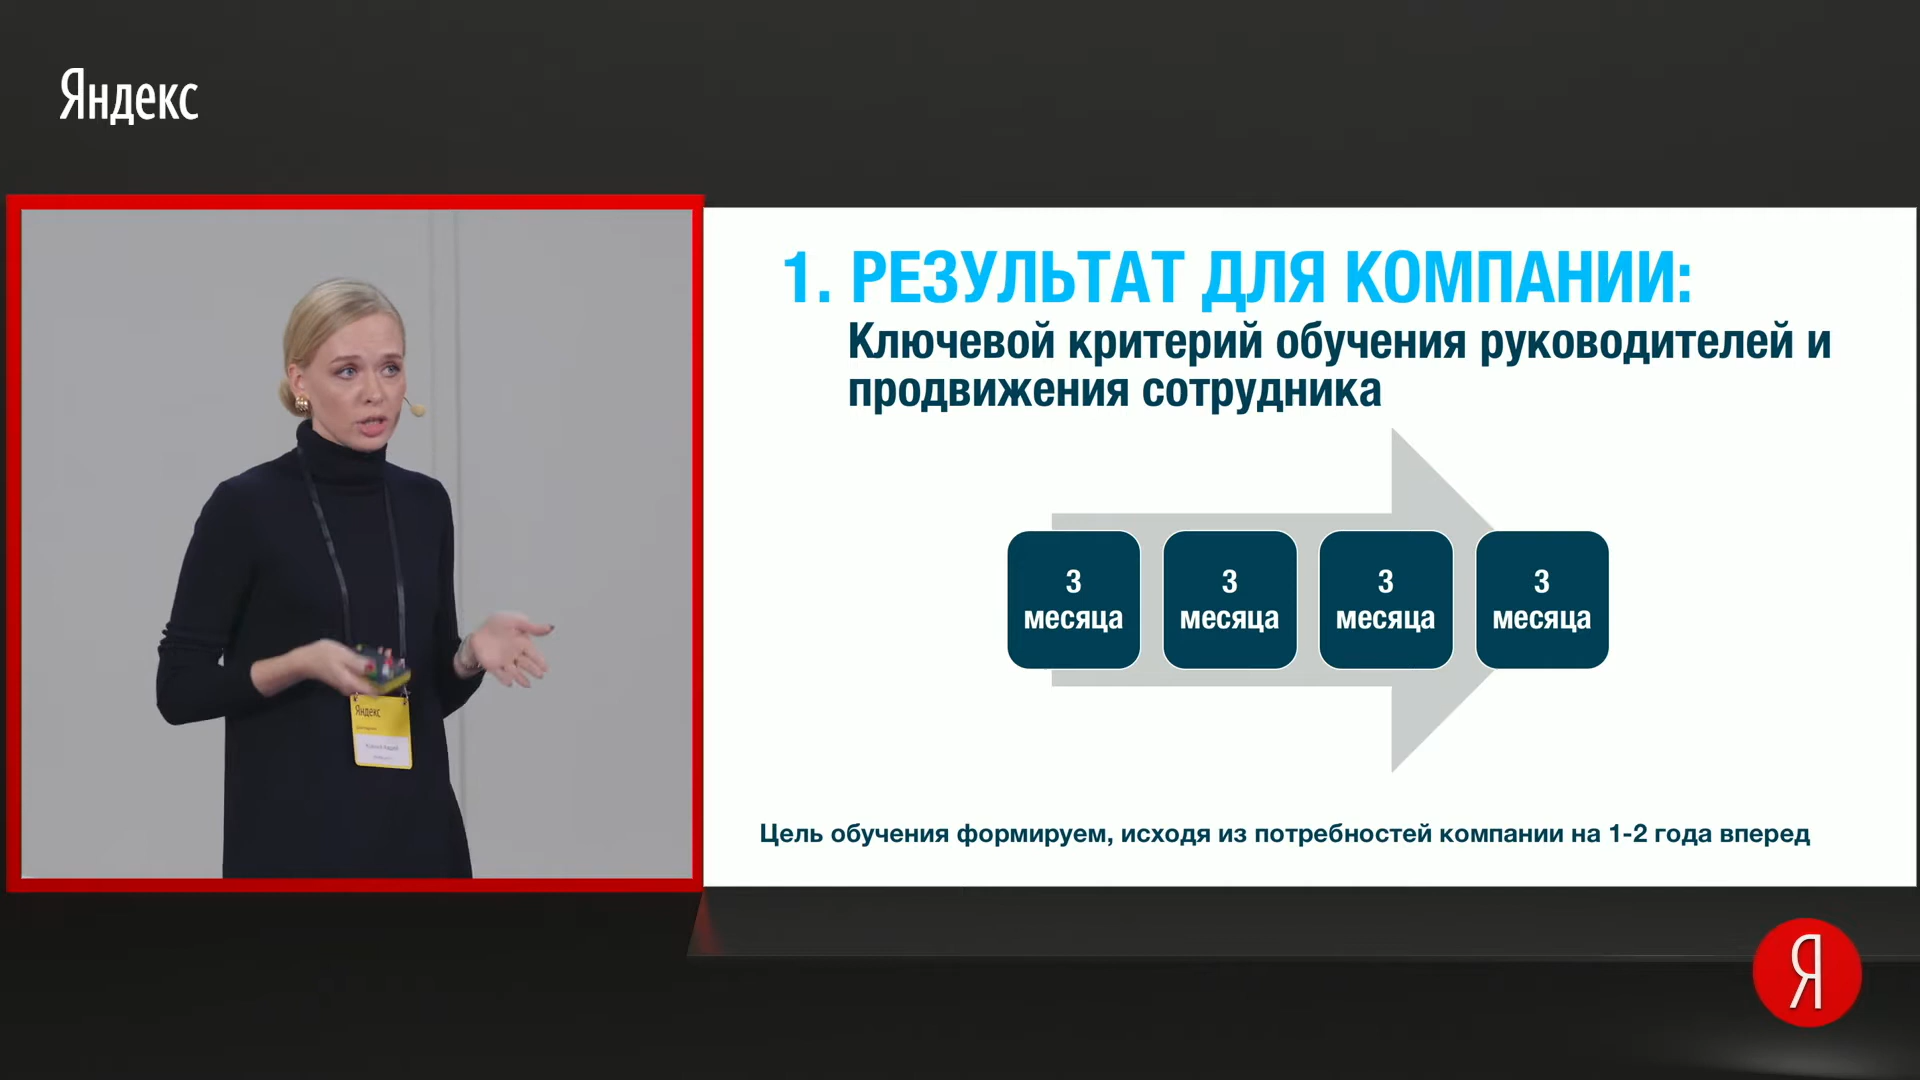 Яндекс
1. РЕЗУЛЬТАТ ДЛЯ КОМПАНИИ:
Ключевой критерий обучения руководителей и
продвижения сотрудника
3
месяца
3
месяца
3
месяца
3
месяца
Цель обучения формируем, исходя из потребностей компании на 1-2 года вперед
Яндекс
Я